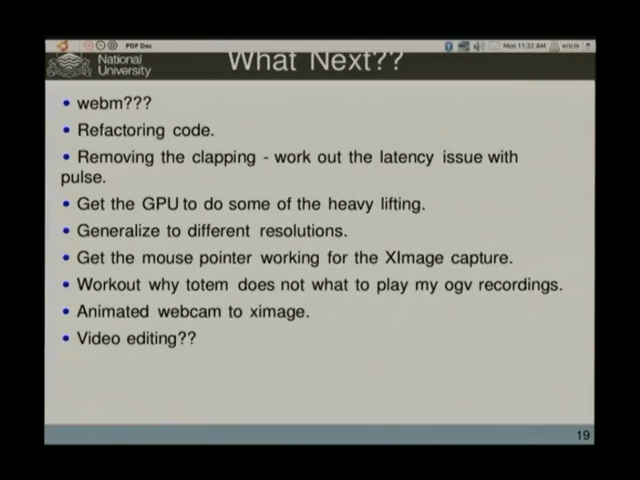 PDF Doc
Mon 11:32 AM
ericm
National
University
What Next??
webm???
Refactoring code.
Removing the clapping - work out the latency issue with
pulse.
Get the GPU to do some of the heavy lifting.
Generalize to different resolutions.
Get the mouse pointer working for the XImage capture.
Workout why totem does not what to play my ogv recordings.
Animated webcam to ximage.
Video editing??
19